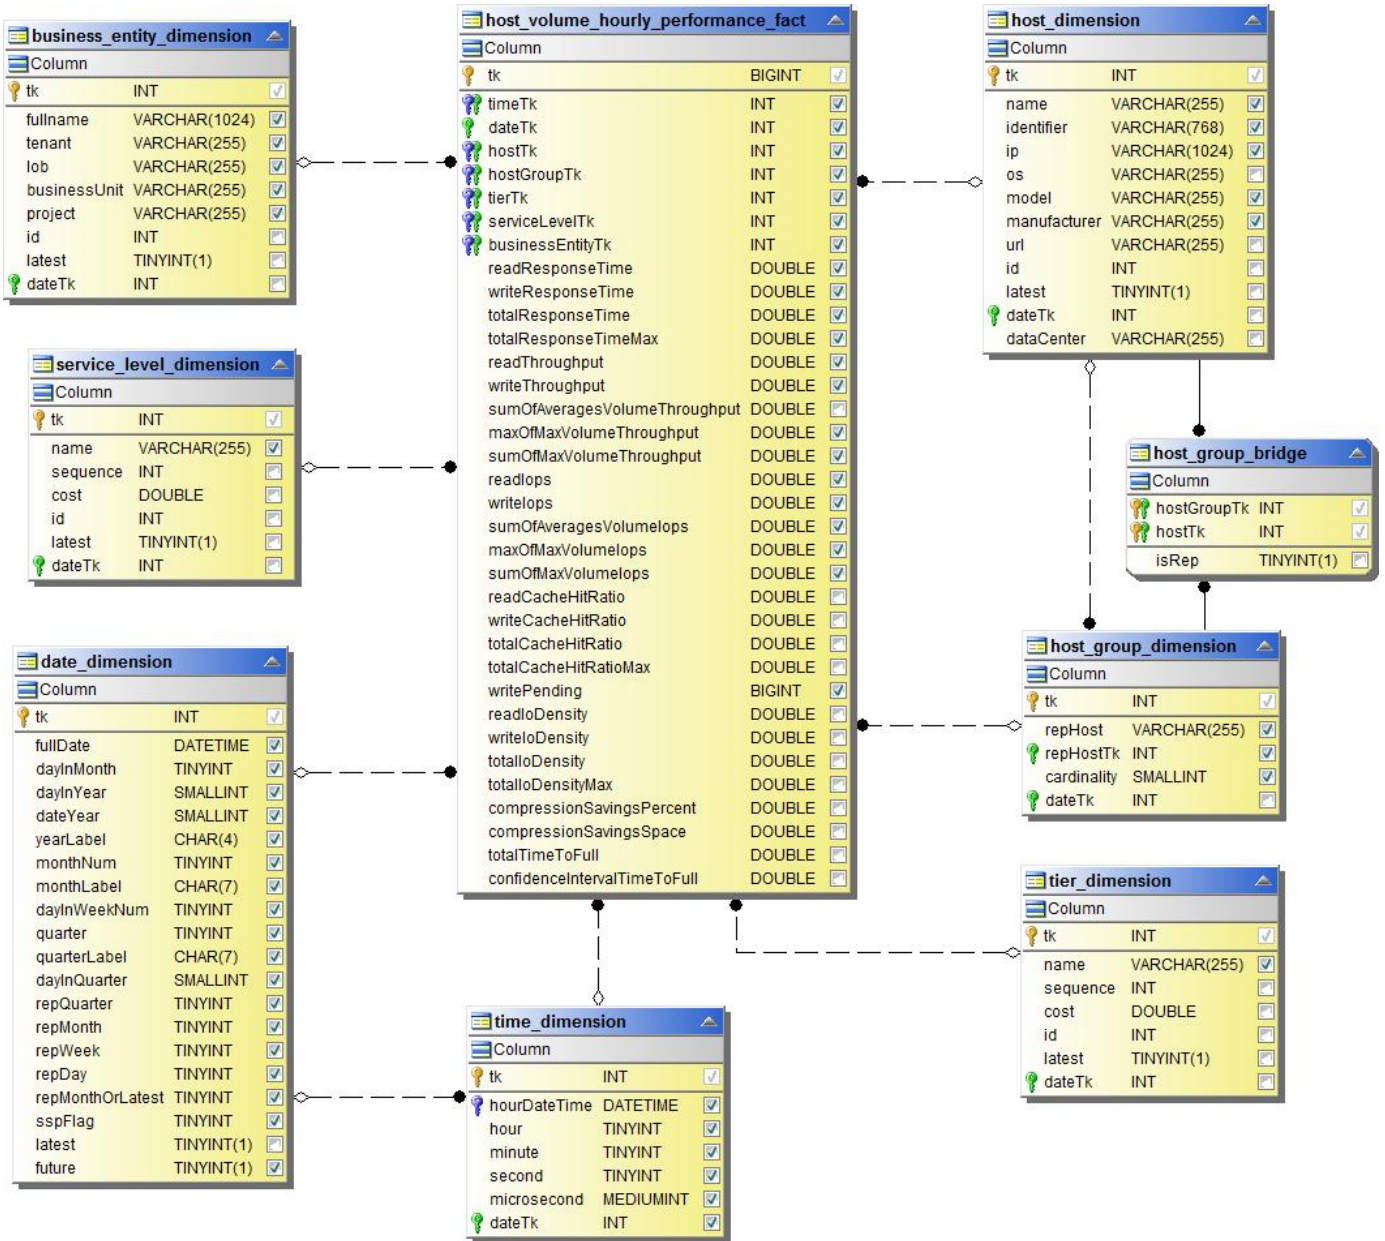 business_entity_dimension
Column
tk INT
fullname VARCHAR(1024)
tenant VARCHAR(255)
lob VARCHAR(255)
businessUnit VARCHAR(255)
project VARCHAR(255)
id INT
latest TINYINT(1)
dateTk INT
service_level_dimension
Column
tk INT
name VARCHAR(255)
sequence INT
cost DOUBLE
id INT
latest TINYINT(1)
dateTk INT
date_dimension
Column
tk INT
fullDate DATETIME
dayInMonth TINYINT
dayInYear SMALLINT
dateYear SMALLINT
yearLabel CHAR(4)
monthNum TINYINT
monthLabel CHAR(7)
dayInWeekNum TINYINT
quarter TINYINT
quarterLabel CHAR(7)
dayInQuarter SMALLINT
repQuarter TINYINT
repMonth TINYINT
repWeek TINYINT
repDay TINYINT
repMonthOrLatest TINYINT
sspFlag TINYINT
latest TINYINT(1)
future TINYINT(1)
host_volume_hourly_performance_fact
Column
tk BIGINT
timeTk INT
dateTk INT
hostTk INT
hostGroupTk INT
tierTk INT
serviceLevelTk INT
businessEntityTk INT
readResponseTime DOUBLE
writeResponseTime DOUBLE
totalResponseTime DOUBLE
totalResponseTimeMax DOUBLE
readThroughput DOUBLE
writeThroughput DOUBLE
sumOfAveragesVolumeThroughput DOUBLE
maxOfMaxVolumeThroughput DOUBLE
sumOfMaxVolumeThroughput DOUBLE
readIops DOUBLE
writeIops DOUBLE
sumOfAveragesVolumeIops DOUBLE
maxOfMaxVolumeIops DOUBLE
sumOfMaxVolumeIops DOUBLE
readCacheHitRatio DOUBLE
writeCacheHitRatio DOUBLE
totalCacheHitRatio DOUBLE
totalCacheHitRatioMax DOUBLE
writePending BIGINT
readIoDensity DOUBLE
writeIoDensity DOUBLE
totalIoDensity DOUBLE
totalIoDensityMax DOUBLE
compressionSavingsPercent DOUBLE
compressionSavingsSpace DOUBLE
totalTimeToFull DOUBLE
confidenceIntervalTimeToFull DOUBLE
time_dimension
Column
tk INT
hourDateTime DATETIME
hour TINYINT
minute TINYINT
second TINYINT
microsecond MEDIUMINT
dateTk INT
host_dimension
Column
tk INT
name VARCHAR(255)
identifier VARCHAR(768)
ip VARCHAR(1024)
os VARCHAR(255)
model VARCHAR(255)
manufacturer VARCHAR(255)
url VARCHAR(255)
id INT
latest TINYINT(1)
dateTk INT
dataCenter VARCHAR(255)
host_group_bridge
Column
hostGroupTk INT
hostTk INT
isRep TINYINT(1)
host_group_dimension
Column
tk INT
repHost VARCHAR(255)
repHostTk INT
cardinality SMALLINT
dateTk INT
tier_dimension
Column
tk INT
name VARCHAR(255)
sequence INT
cost DOUBLE
id INT
latest TINYINT(1)
dateTk INT